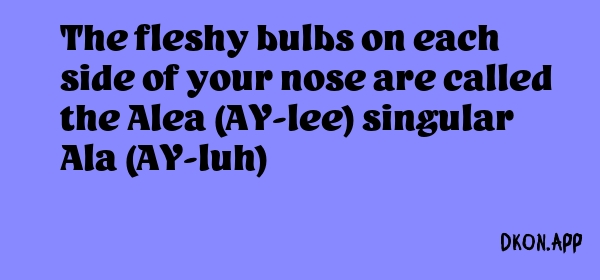 The fleshy bulbs on each
side of your nose are called
the Alea (AY-lee) singular
Ala (AY-luh)
DKON.APP